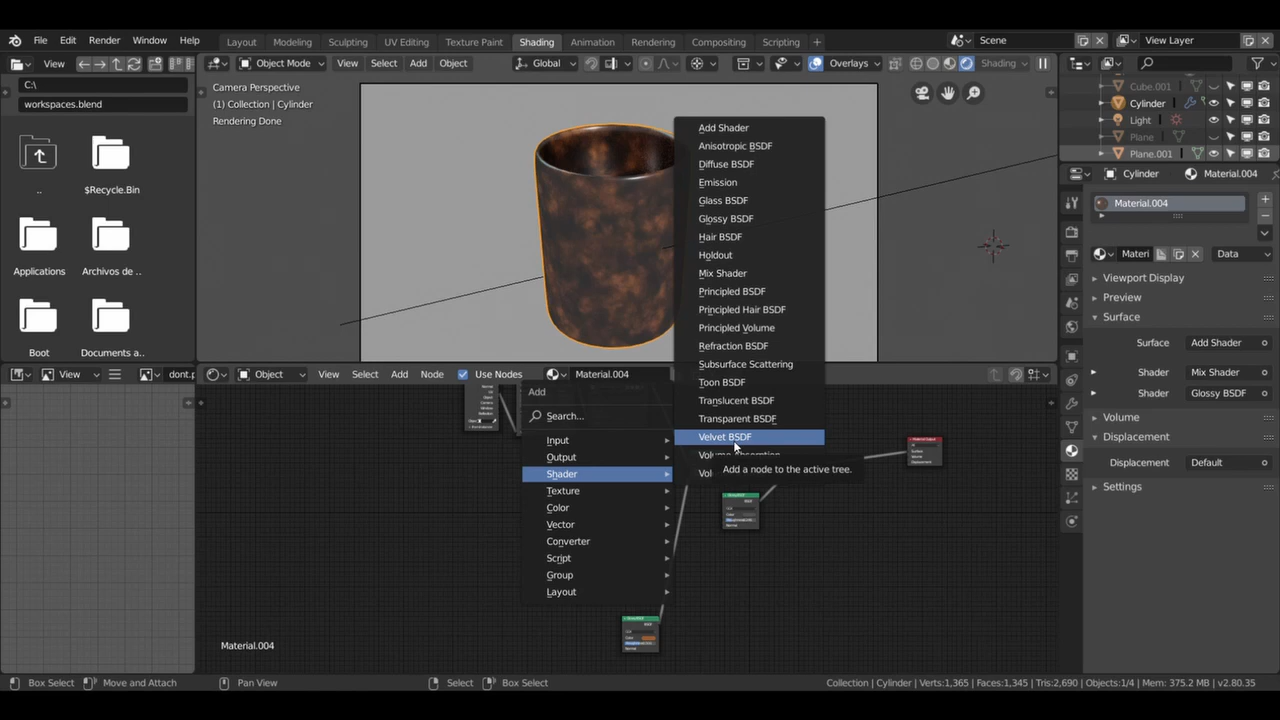 File Edit Render Window Help Layout Modeling Sculpting UV Editing Texture Paint Shading Animation Rendering Compositing Scripting + Scene View Layer
View Object Mode View Select Add Object Global Overlays Shading
C:\
workspaces.blend
..
$Recycle.Bin
Applications
Archivos de ..
Boot
Documents a..
Camera Perspective
(1) Collection | Cylinder
Rendering Done
Cube.001
Cylinder
Light
Plane
Plane.001
Cylinder Material.004
Material.004
Materi Data
Viewport Display
Preview
Surface
Surface Add Shader
Shader Mix Shader
Shader Glossy BSDF
Volume
Displacement
Displacement Default
Settings
View dont.p
Object View Select Add Node Use Nodes Material.004
Add
Search...
Input
Output
Shader
Texture
Color
Vector
Converter
Script
Group
Layout
Add Shader
Anisotropic BSDF
Diffuse BSDF
Emission
Glass BSDF
Glossy BSDF
Hair BSDF
Holdout
Mix Shader
Principled BSDF
Principled Hair BSDF
Principled Volume
Refraction BSDF
Subsurface Scattering
Toon BSDF
Translucent BSDF
Transparent BSDF
Velvet BSDF
Volume Absorption
Vol
Add a node to the active tree.
Material.004
Box Select Move and Attach Pan View Select Box Select Collection | Cylinder | Verts:1,365 | Faces:1,345 | Tris:2,690 | Objects:1/4 | Mem: 375.2 MB | v2.80.35